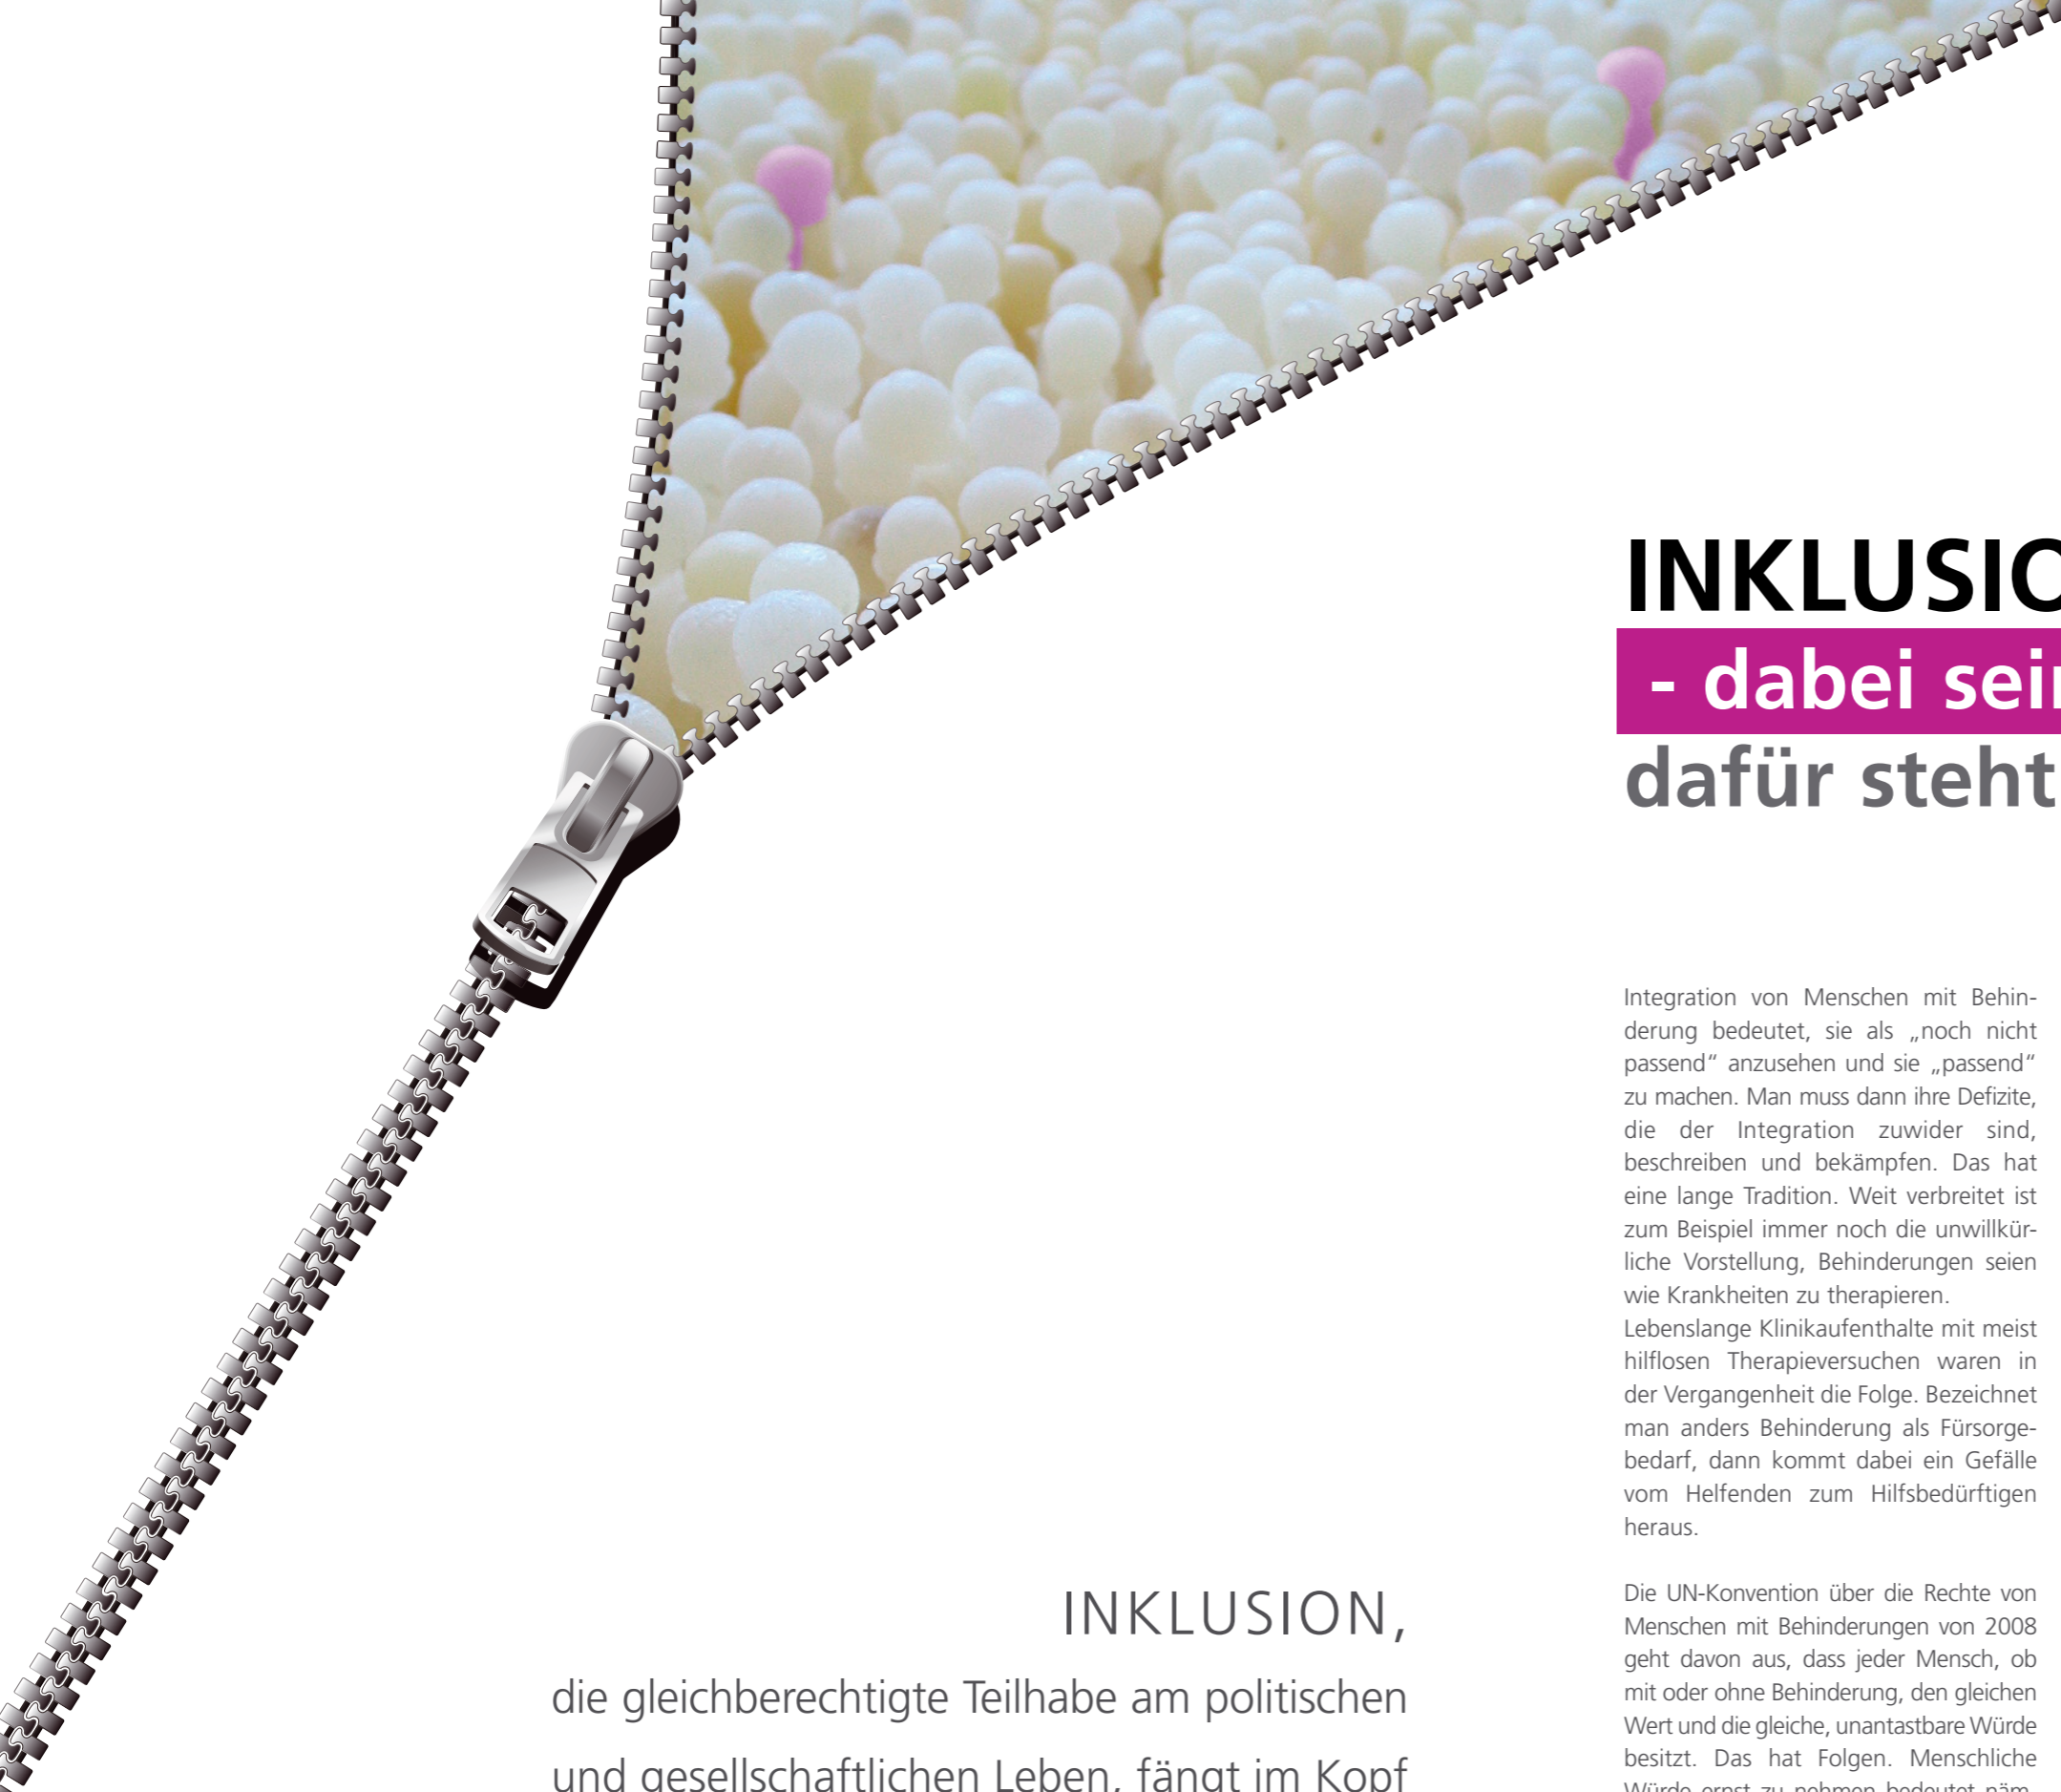 INKLUSIO
- dabei sein
dafür steht
Integration von Menschen mit Behin-
derung bedeutet, sie als „noch nicht
passend“ anzusehen und sie „passend“
zu machen. Man muss dann ihre Defizite,
die der Integration zuwider sind,
beschreiben und bekämpfen. Das hat
eine lange Tradition. Weit verbreitet ist
zum Beispiel immer noch die unwillkür-
liche Vorstellung, Behinderungen seien
wie Krankheiten zu therapieren.
Lebenslange Klinikaufenthalte mit meist
hilflosen Therapieversuchen waren in
der Vergangenheit die Folge. Bezeichnet
man anders Behinderung als Fürsorge-
bedarf, dann kommt dabei ein Gefälle
vom Helfenden zum Hilfsbedürftigen
heraus.
Die UN-Konvention über die Rechte von
Menschen mit Behinderungen von 2008
geht davon aus, dass jeder Mensch, ob
mit oder ohne Behinderung, den gleichen
Wert und die gleiche, unantastbare Würde
besitzt. Das hat Folgen. Menschliche
Würde ernst zu nehmen bedeutet näm-
INKLUSION,
die gleichberechtigte Teilhabe am politischen
und gesellschaftlichen Leben, fängt im Kopf